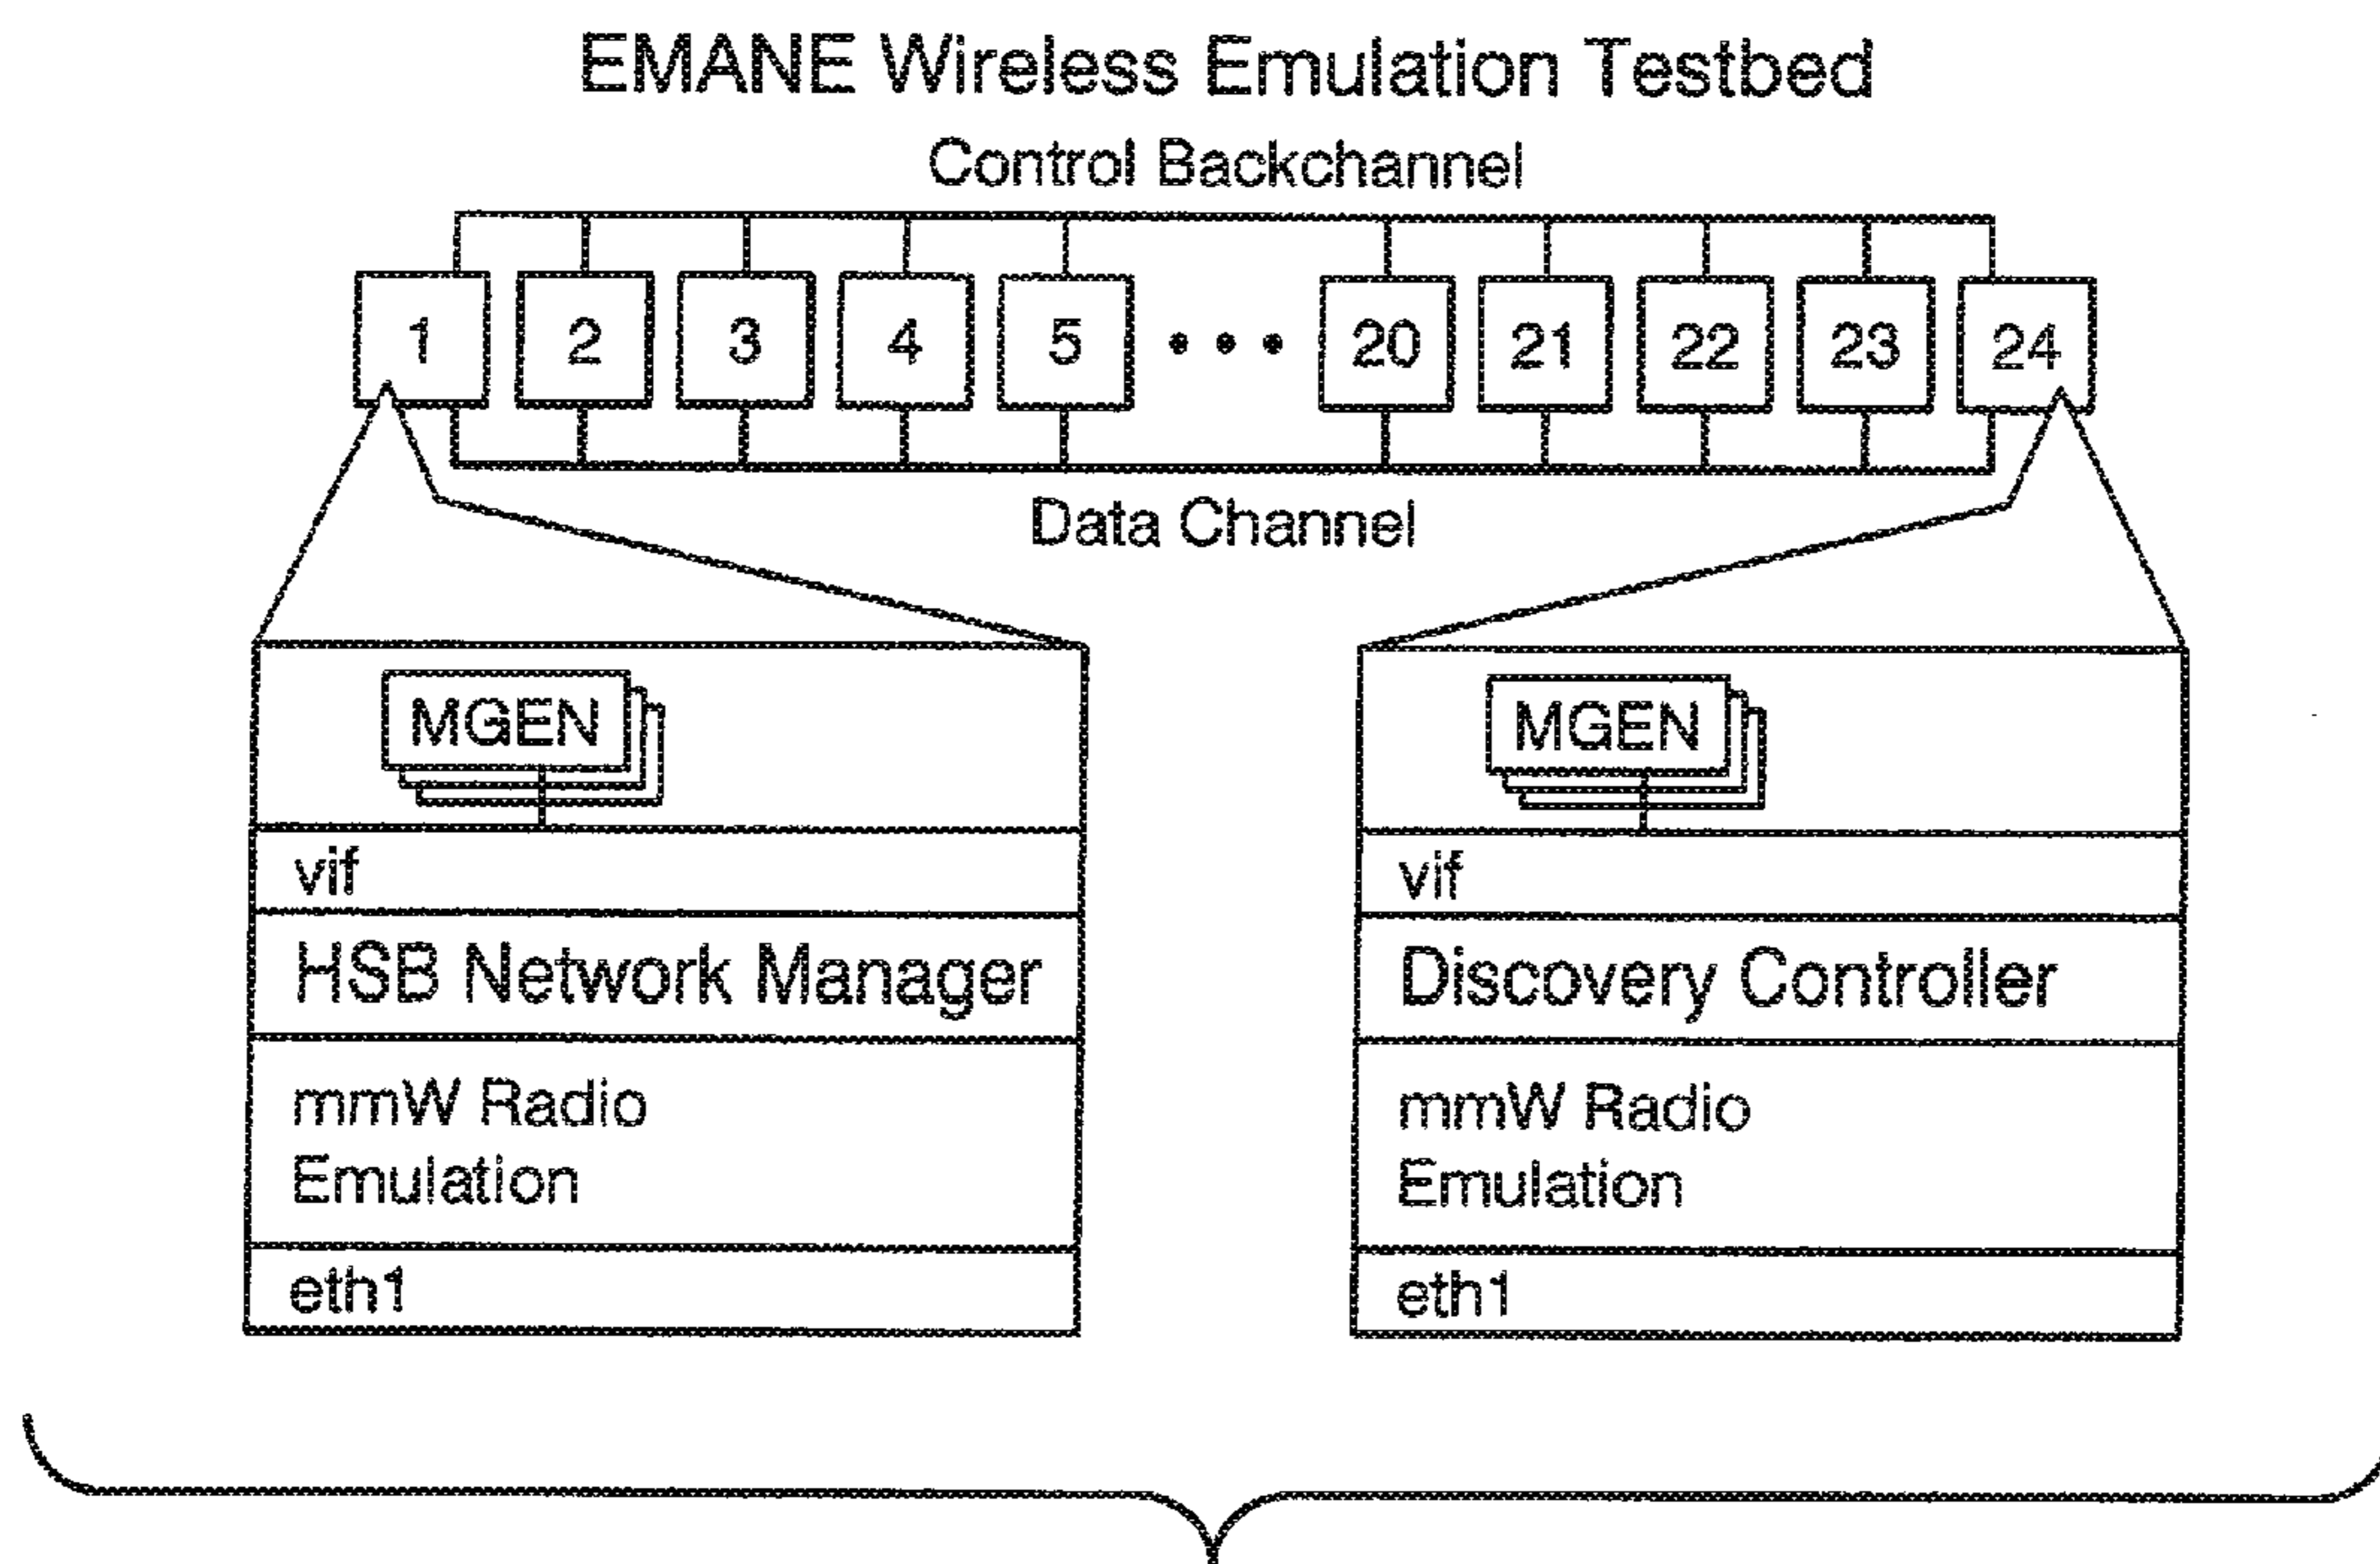 EMANE Wireless Emulation Testbed
Control Backchannel
1 2 3 4 5 ••• 20 21 22 23 24
Data Channel
MGEN
vif
HSB Network Manager
mmW Radio
Emulation
eth1
MGEN
vif
Discovery Controller
mmW Radio
Emulation
eth1